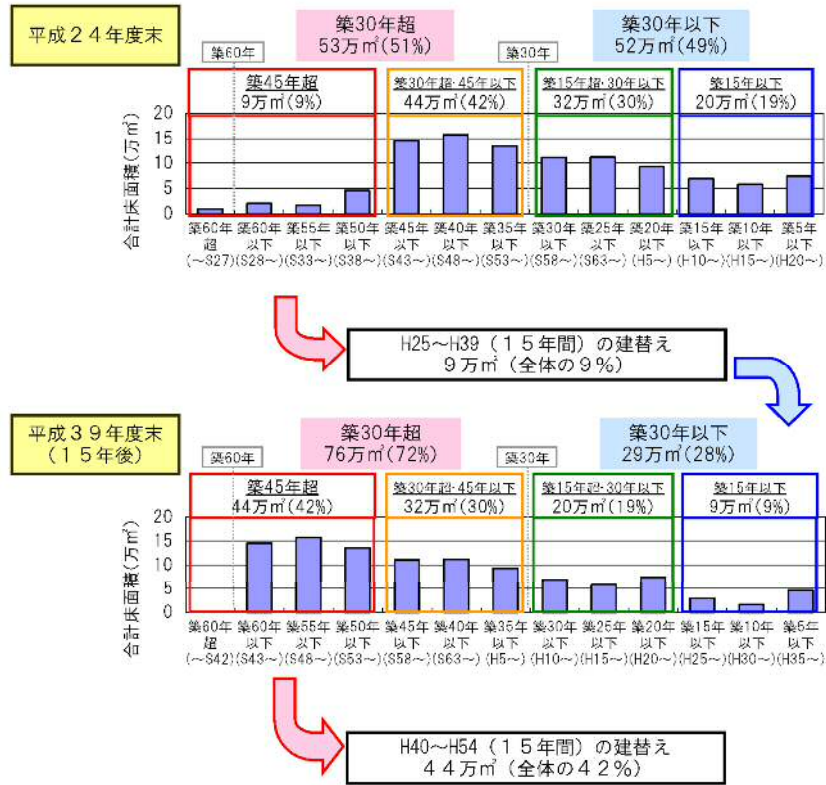 平成２４年度末
築30年超
53万㎡(51%)
築30年以下
52万㎡(49%)
築60年
築30年
築45年超
9万㎡(9%)
築30年超･45年以下
44万㎡(42%)
築15年超･30年以下
32万㎡(30%)
築15年以下
20万㎡(19%)
合計床面積(万㎡)
20
15
10
5
0
築60年超(～S27)
築60年以下(S28～)
築55年以下(S33～)
築50年以下(S38～)
築45年以下(S43～)
築40年以下(S48～)
築35年以下(S53～)
築30年以下(S58～)
築25年以下(S63～)
築20年以下(H5～)
築15年以下(H10～)
築10年以下(H15～)
築5年以下(H20～)
H25～H39（１５年間）の建替え
９万㎡（全体の９％）
平成３９年度末
（１５年後）
築30年超
76万㎡(72%)
築30年以下
29万㎡(28%)
築60年
築30年
築45年超
44万㎡(42%)
築30年超･45年以下
32万㎡(30%)
築15年超･30年以下
20万㎡(19%)
築15年以下
9万㎡(9%)
合計床面積(万㎡)
20
15
10
5
0
築60年超(～S42)
築60年以下(S43～)
築55年以下(S48～)
築50年以下(S53～)
築45年以下(S58～)
築40年以下(S63～)
築35年以下(H5～)
築30年以下(H10～)
築25年以下(H15～)
築20年以下(H20～)
築15年以下(H25～)
築10年以下(H30～)
築5年以下(H35～)
H40～H54（１５年間）の建替え
４４万㎡（全体の４２％）